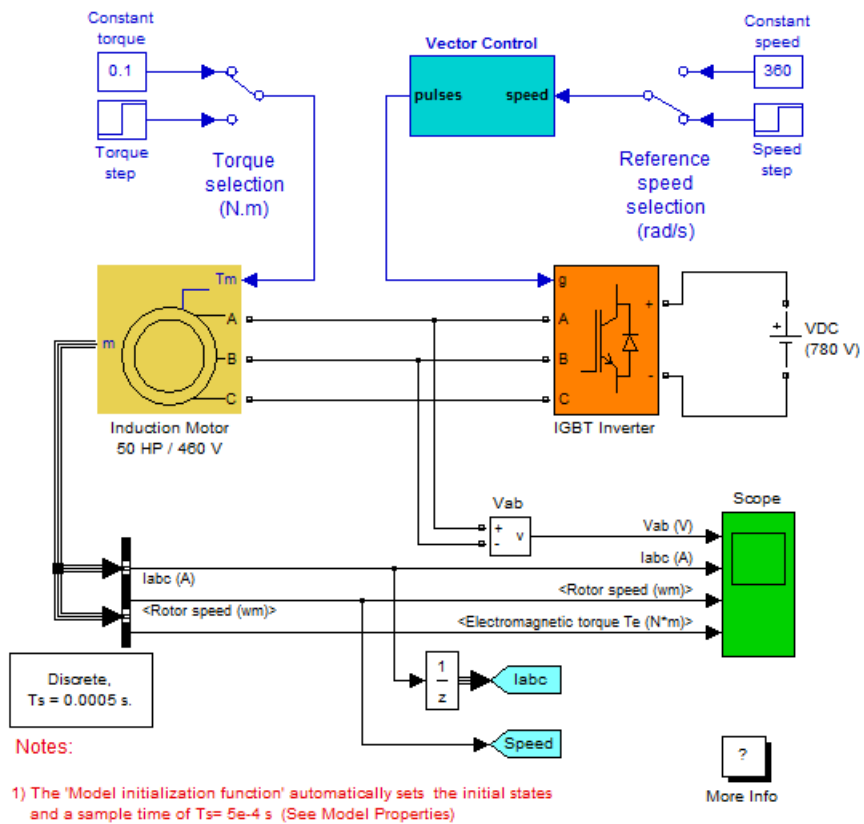 Constant
torque
0.1
Torque
step
Torque
selection
(N.m)
Vector Control
pulses
speed
Constant
speed
360
Speed
step
Reference
speed
selection
(rad/s)
Tm
m
A
B
C
Induction Motor
50 HP / 460 V
g
A
B
C
+
-
IGBT Inverter
+
VDC
(780 V)
Vab
+
-
v
Scope
Vab (V)
Iabc (A)
<Rotor speed (wm)>
<Electromagnetic torque Te (N*m)>
Iabc (A)
<Rotor speed (wm)>
1
z
Iabc
Speed
Discrete,
Ts = 0.0005 s.
?
More Info
Notes:
1) The 'Model initialization function' automatically sets the initial states
and a sample time of Ts= 5e-4 s (See Model Properties)